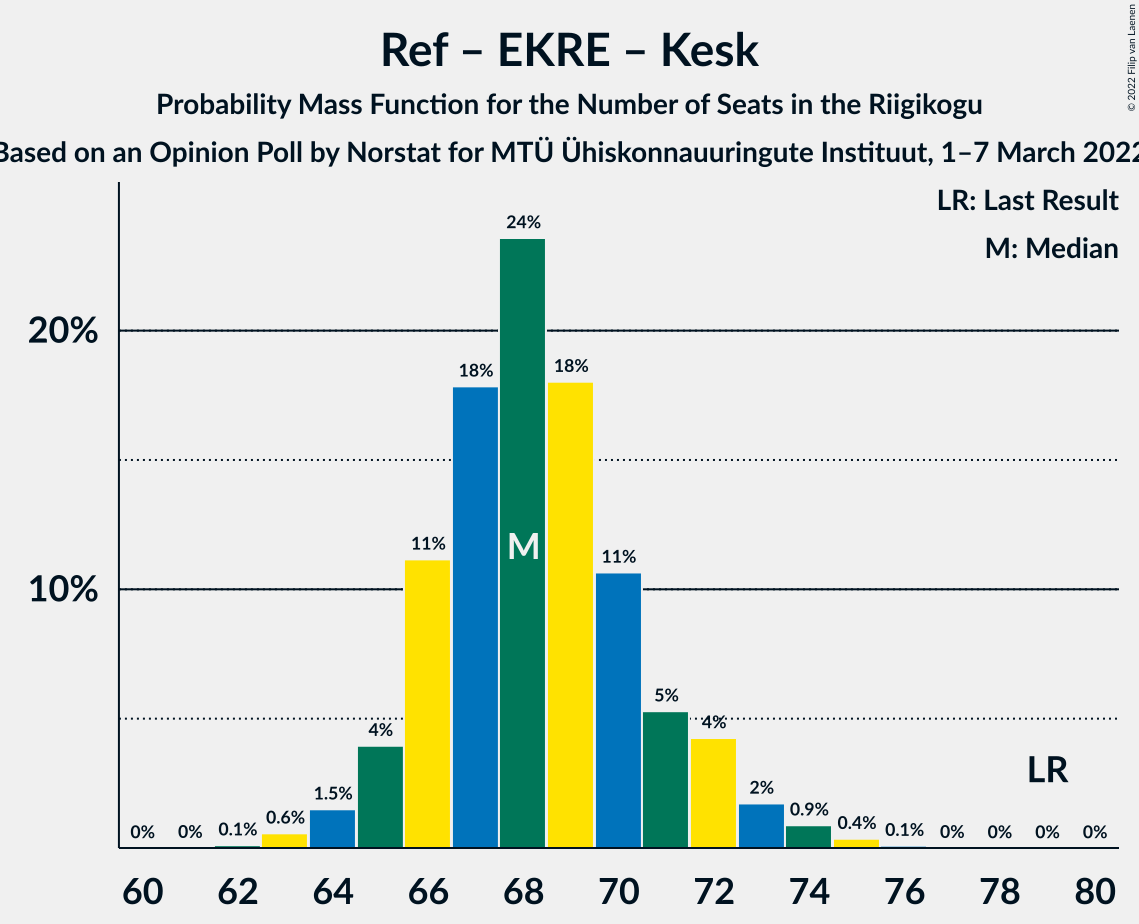 Ref – EKRE – Kesk
Probability Mass Function for the Number of Seats in the Riigikogu
Based on an Opinion Poll by Norstat for MTÜ Ühiskonnauuringute Instituut, 1–7 March 2022
© 2022 Filip van Laenen
LR: Last Result
M: Median
24%
20%
18%
18%
M
11%
11%
10%
5%
4%
4%
LR
2%
1.5%
0.9%
0.6%
0.4%
0% 0% 0.1% 0.1% 0% 0% 0% 0%
60 62 64 66 68 70 72 74 76 78 80